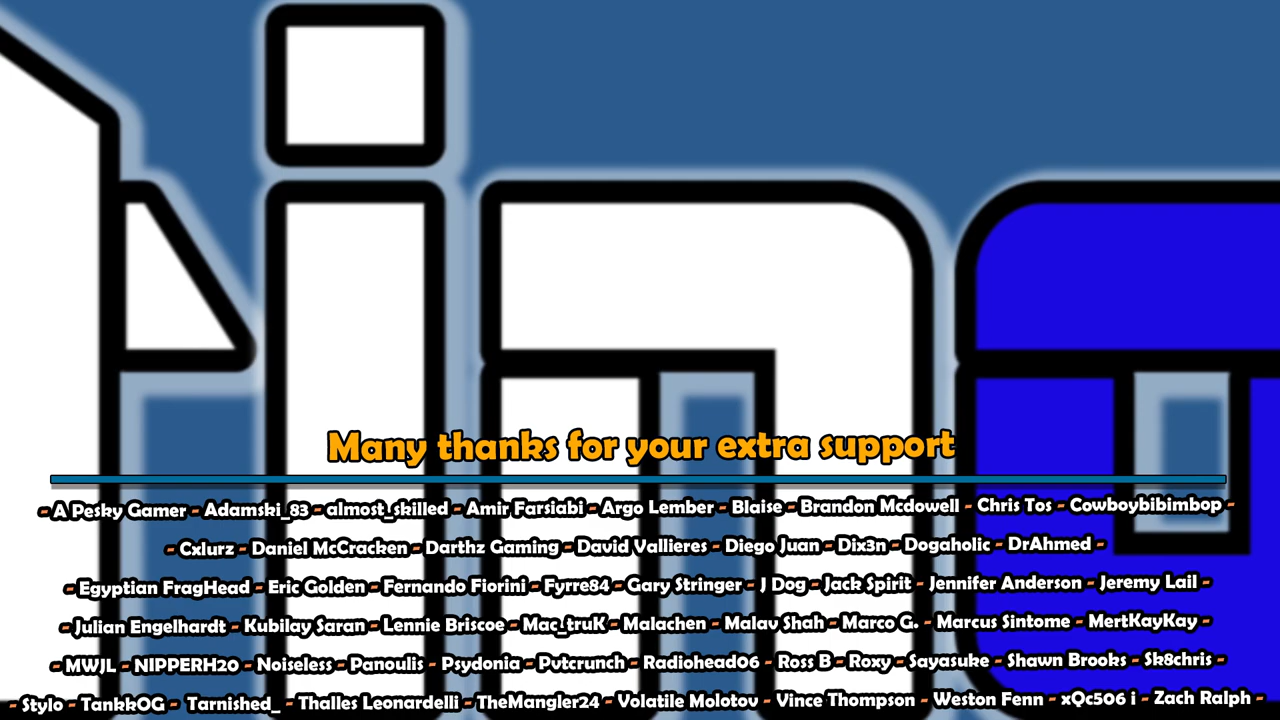 Many thanks for your extra support
- A Pesky Gamer - Adamski_83 - almost_skilled - Amir Farsiabi - Argo Lember - Blaise - Brandon Mcdowell - Chris Tos - Cowboybibimbop -
- Cxlurz - Daniel McCracken - Darthz Gaming - David Vallieres - Diego Juan - Dix3n - Dogaholic - DrAhmed -
- Egyptian FragHead - Eric Golden - Fernando Fiorini - Fyrre84 - Gary Stringer - J Dog - Jack Spirit - Jennifer Anderson - Jeremy Lail -
- Julian Engelhardt - Kubilay Saran - Lennie Briscoe - Mac_truK - Malachen - Malav Shah - Marco G. - Marcus Sintome - MertKayKay -
- MWJL - NIPPERH20 - Noiseless - Panoulis - Psydonia - Pvtcrunch - Radiohead06 - Ross B - Roxy - Sayasuke - Shawn Brooks - Sk8chris -
- Stylo - TankkOG - Tarnished_ - Thalles Leonardelli - TheMangler24 - Volatile Molotov - Vince Thompson - Weston Fenn - xQc506 i - Zach Ralph -